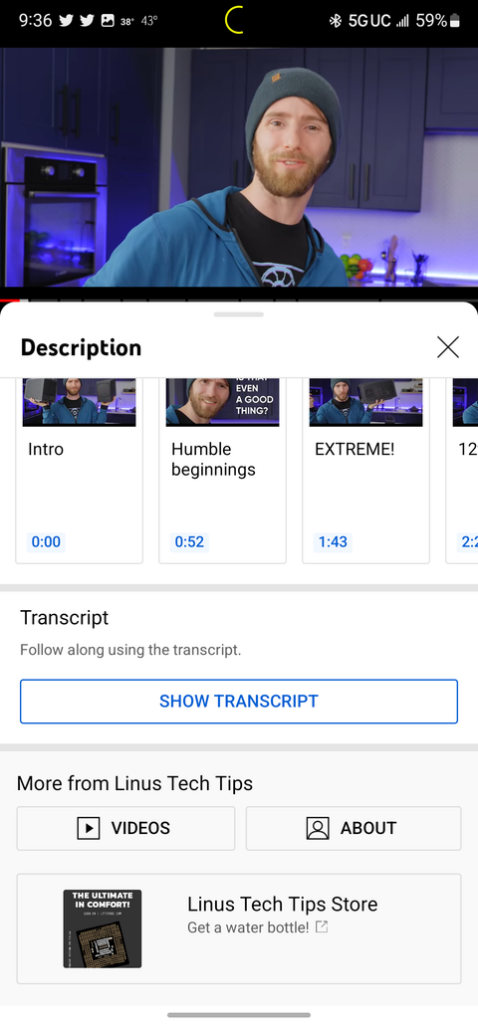 9:36 38° 43° 5GUC 59%
Description
IS THAT
EVEN
A GOOD
THING?
Intro
Humble
beginnings
EXTREME!
12
0:00
0:52
1:43
2:2
Transcript
Follow along using the transcript.
SHOW TRANSCRIPT
More from Linus Tech Tips
VIDEOS
ABOUT
THE ULTIMATE
IN COMFORT!
Linus Tech Tips Store
Get a water bottle!